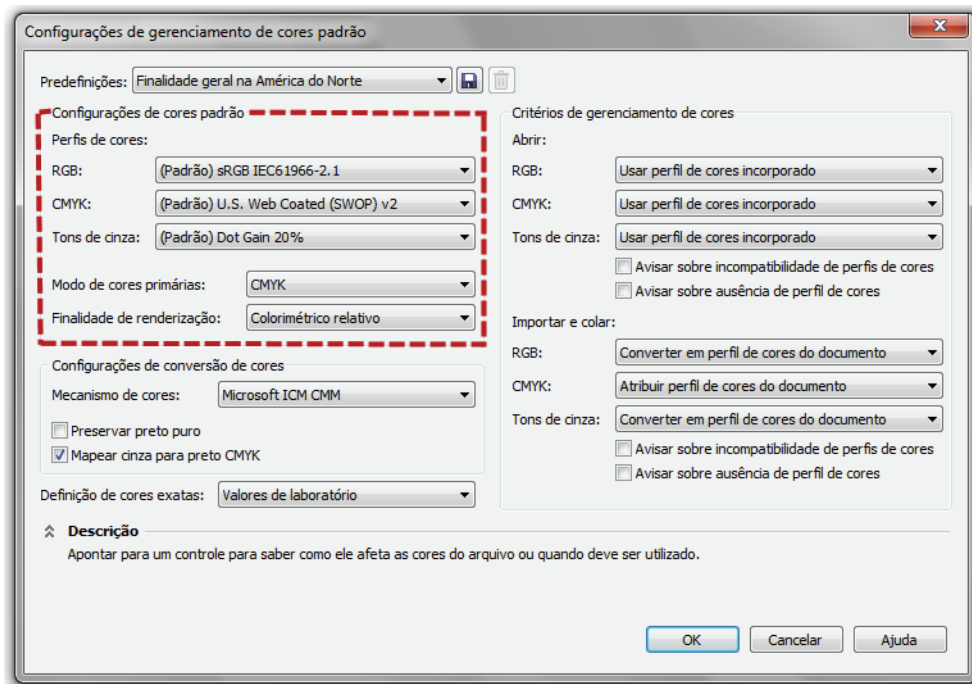 Configurações de gerenciamento de cores padrão
Predefinições: Finalidade geral na América do Norte
Configurações de cores padrão
Perfis de cores:
RGB: (Padrão) sRGB IEC61966-2.1
CMYK: (Padrão) U.S. Web Coated (SWOP) v2
Tons de cinza: (Padrão) Dot Gain 20%
Modo de cores primárias: CMYK
Finalidade de renderização: Colorimétrico relativo
Configurações de conversão de cores
Mecanismo de cores: Microsoft ICM CMM
Preservar preto puro
Mapear cinza para preto CMYK
Definição de cores exatas: Valores de laboratório
Critérios de gerenciamento de cores
Abrir:
RGB: Usar perfil de cores incorporado
CMYK: Usar perfil de cores incorporado
Tons de cinza: Usar perfil de cores incorporado
Avisar sobre incompatibilidade de perfis de cores
Avisar sobre ausência de perfil de cores
Importar e colar:
RGB: Converter em perfil de cores do documento
CMYK: Atribuir perfil de cores do documento
Tons de cinza: Converter em perfil de cores do documento
Avisar sobre incompatibilidade de perfis de cores
Avisar sobre ausência de perfil de cores
Descrição
Apontar para um controle para saber como ele afeta as cores do arquivo ou quando deve ser utilizado.
OK Cancelar Ajuda